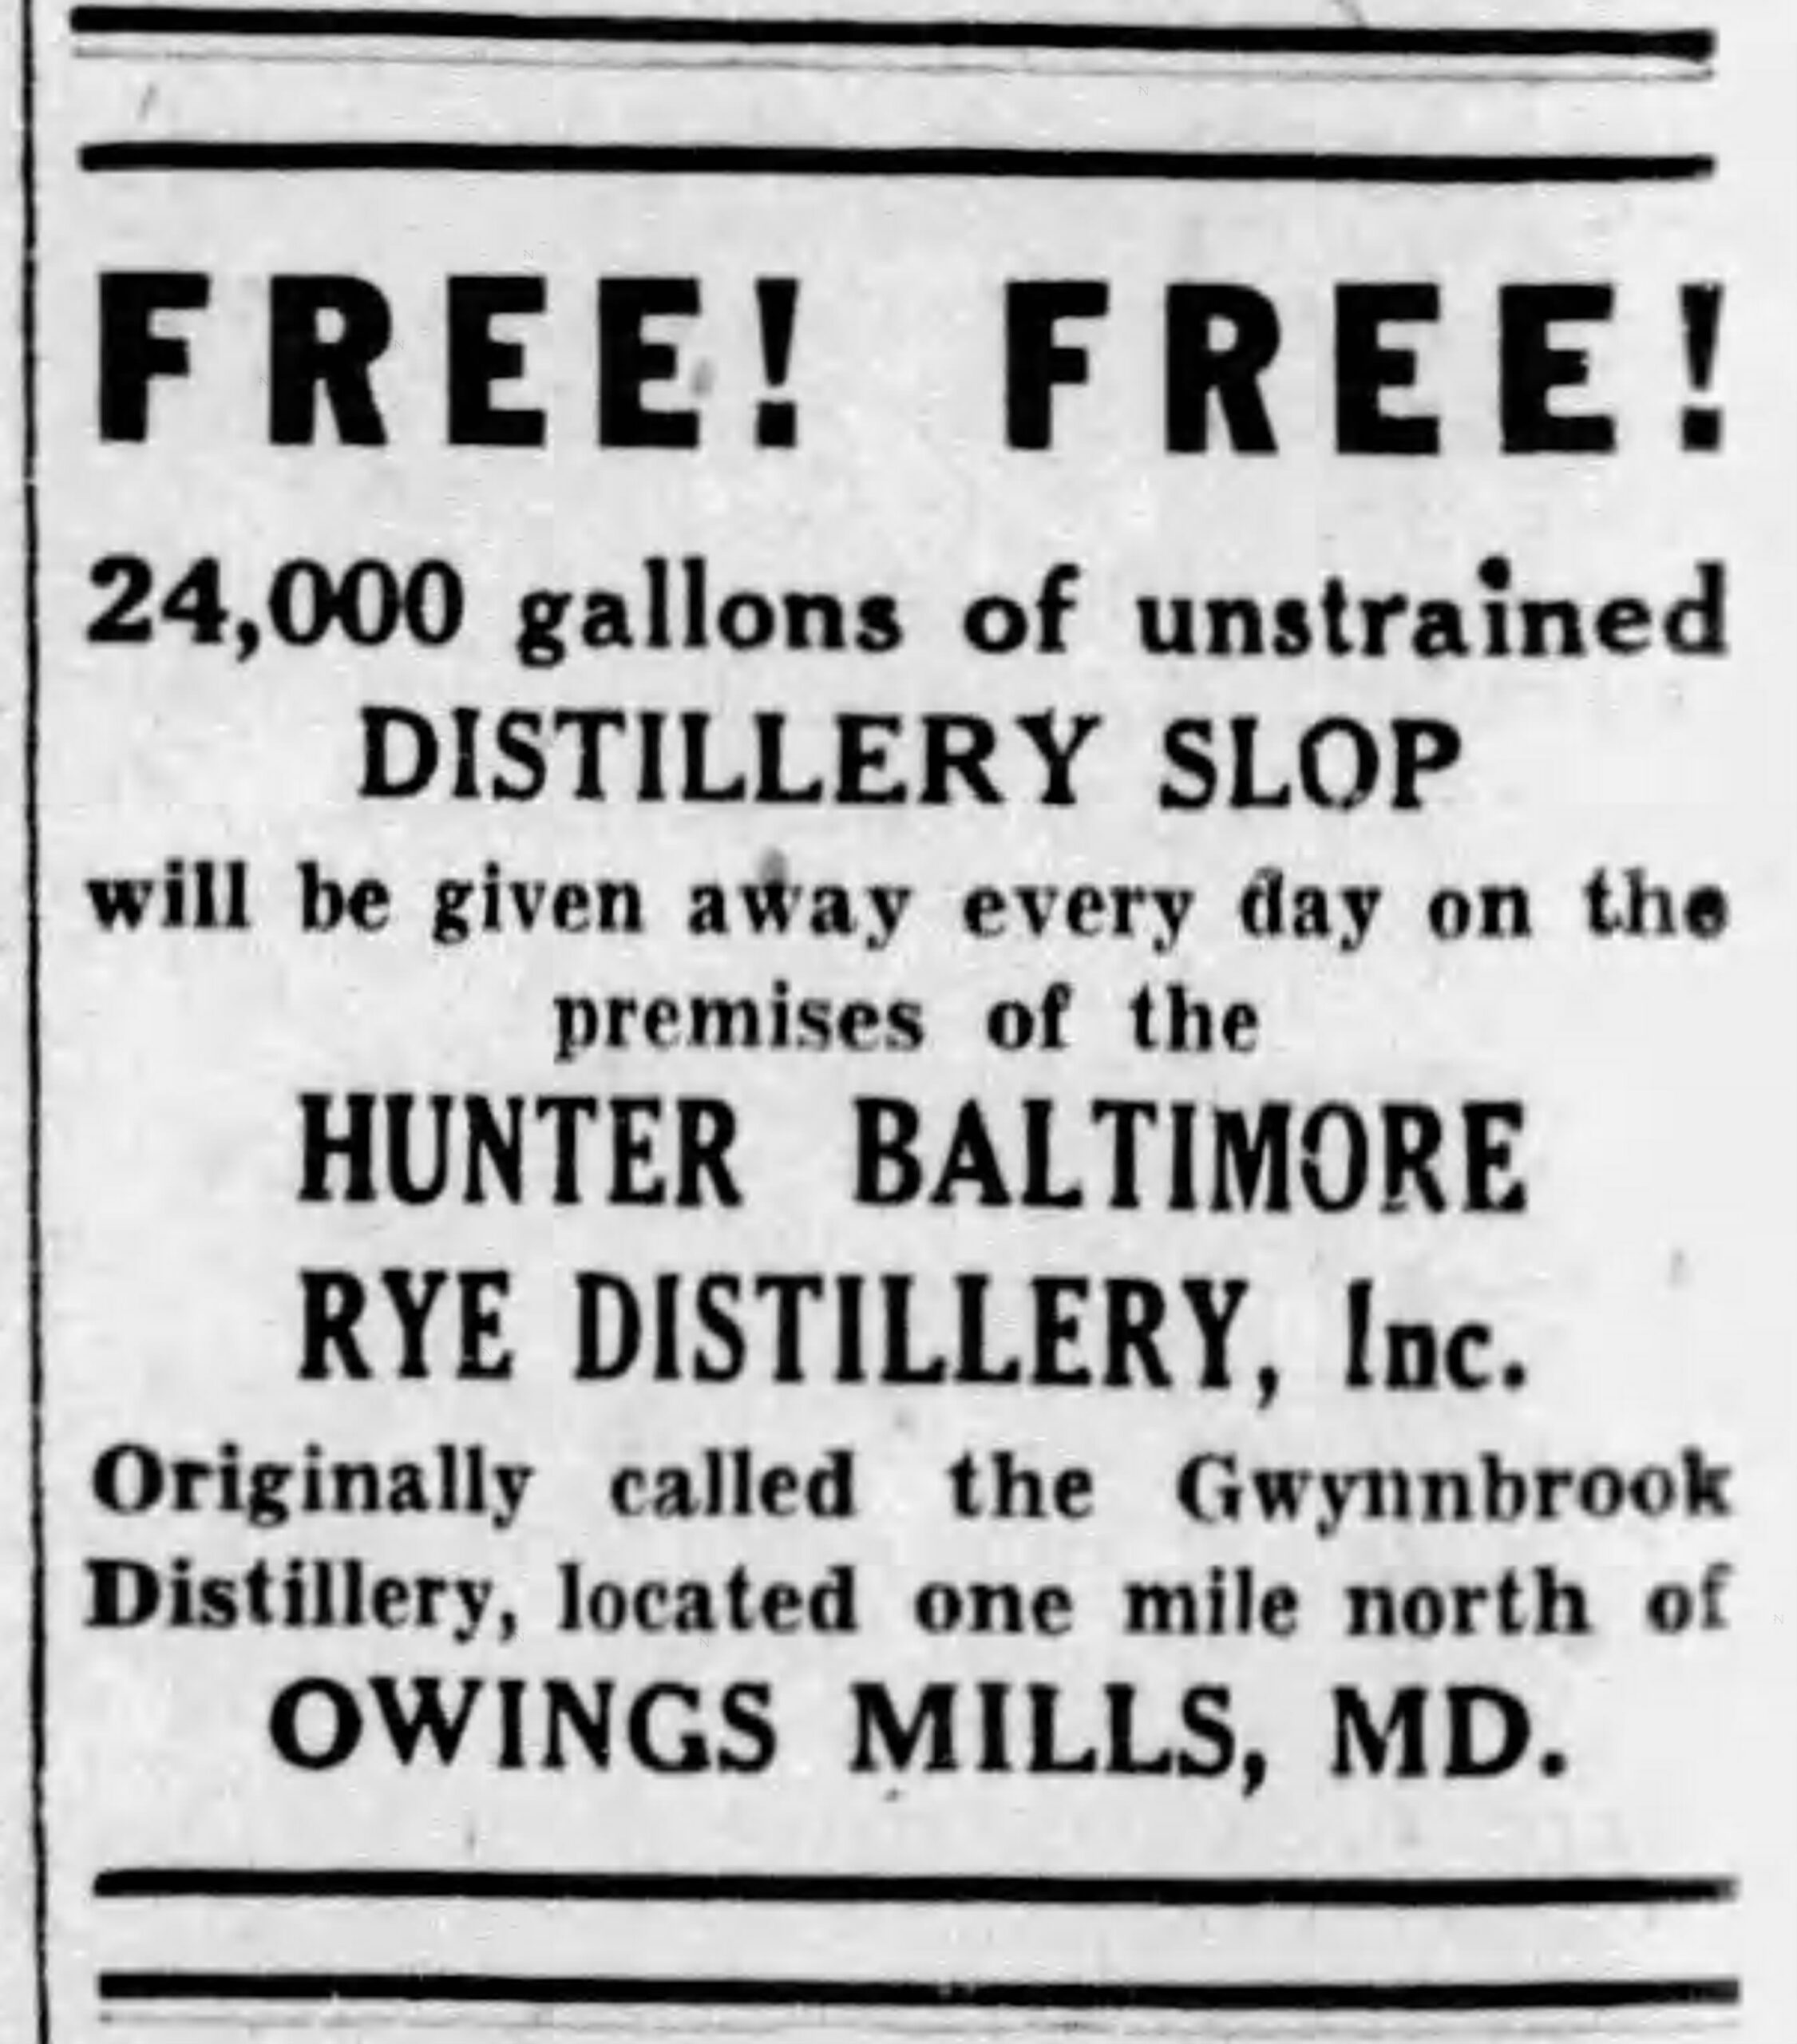 FREE! FREE!
24,000 gallons of unstrained
DISTILLERY SLOP
will be given away every day on the
premises of the
HUNTER BALTIMORE
RYE DISTILLERY, Inc.
Originally called the Gwynnbrook
Distillery, located one mile north of
OWINGS MILLS, MD.